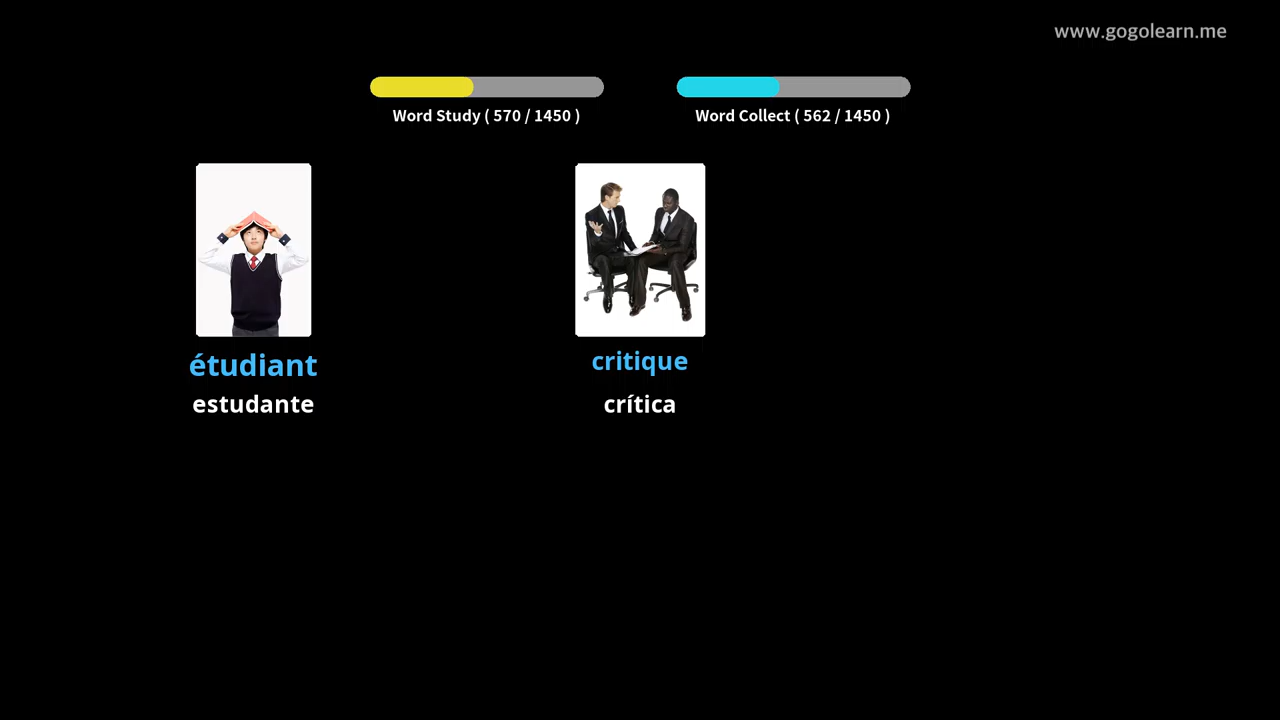 www.gogolearn.me
Word Study ( 570 / 1450 )
Word Collect ( 562 / 1450 )
étudiant
estudante
critique
crítica